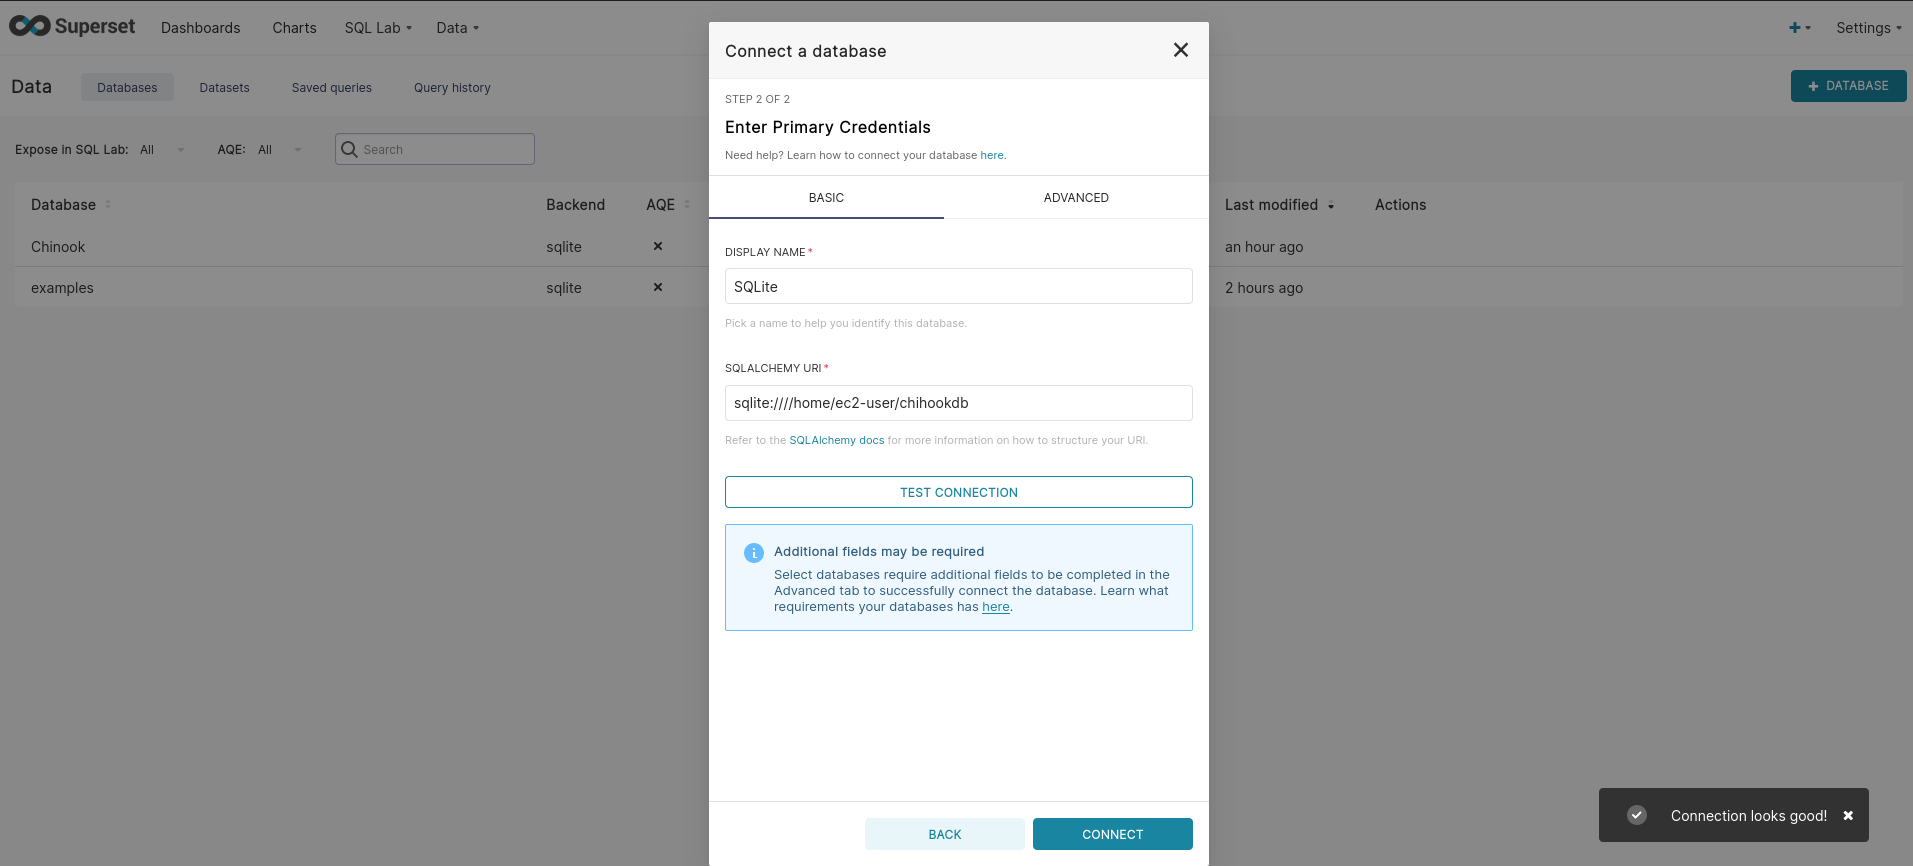 Superset Dashboards Charts SQL Lab Data Settings
Data Databases Datasets Saved queries Query history + DATABASE
Expose in SQL Lab: All AQE: All Search
Database Backend AQE Last modified Actions
Chinook sqlite an hour ago
examples sqlite 2 hours ago
Connect a database
STEP 2 OF 2
Enter Primary Credentials
Need help? Learn how to connect your database here.
BASIC ADVANCED
DISPLAY NAME*
SQLite
Pick a name to help you identify this database.
SQLALCHEMY URI*
sqlite:////home/ec2-user/chihookdb
Refer to the SQLAlchemy docs for more information on how to structure your URI.
TEST CONNECTION
Additional fields may be required
Select databases require additional fields to be completed in the
Advanced tab to successfully connect the database. Learn what
requirements your databases has here.
BACK CONNECT
Connection looks good!